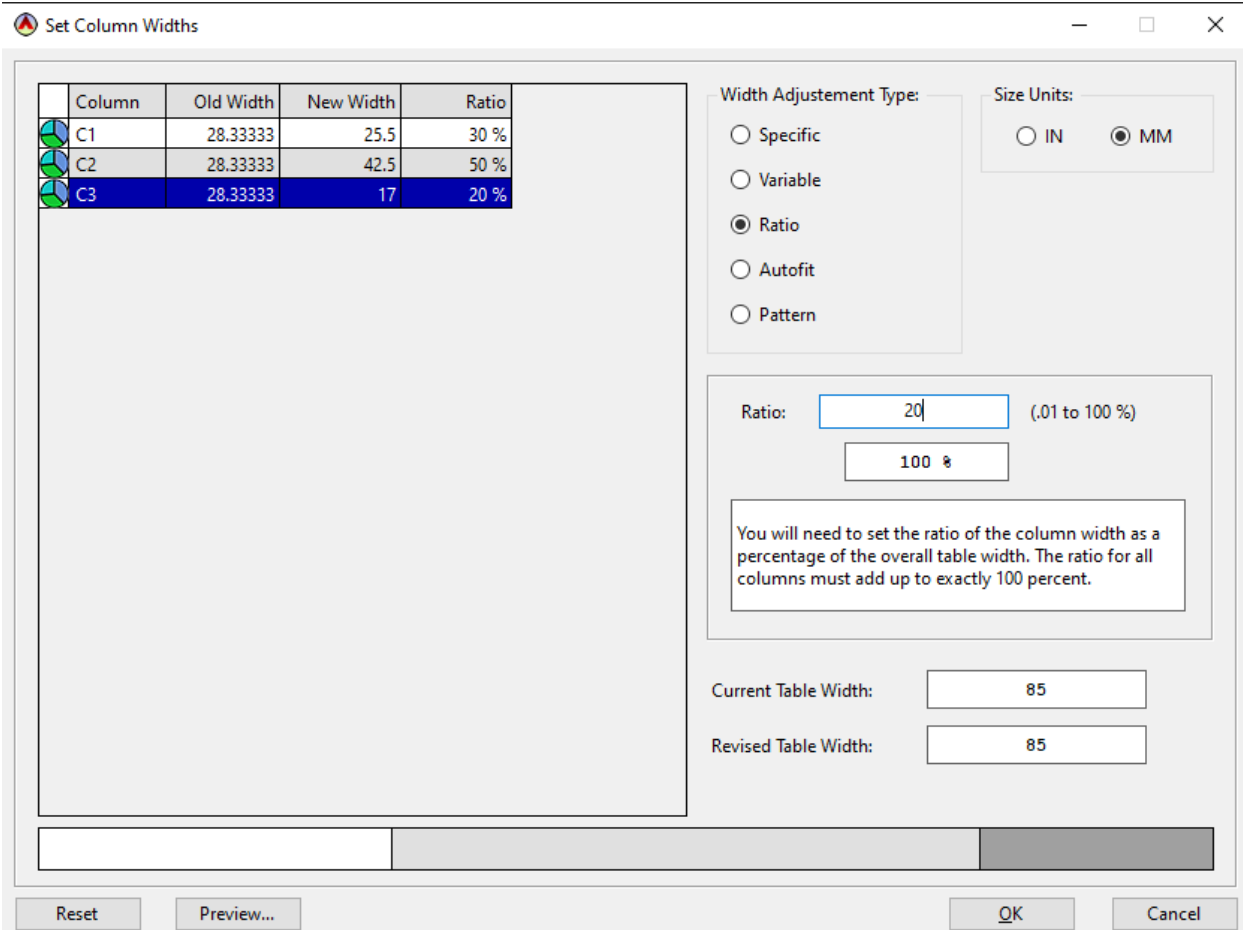 Set Column Widths
Column Old Width New Width Ratio
C1 28.33333 25.5 30 %
C2 28.33333 42.5 50 %
C3 28.33333 17 20 %
Width Adjustement Type:
Specific
Variable
Ratio
Autofit
Pattern
Size Units:
IN MM
Ratio: 20 (.01 to 100 %)
100 %
You will need to set the ratio of the column width as a
percentage of the overall table width. The ratio for all
columns must add up to exactly 100 percent.
Current Table Width: 85
Revised Table Width: 85
Reset Preview... OK Cancel